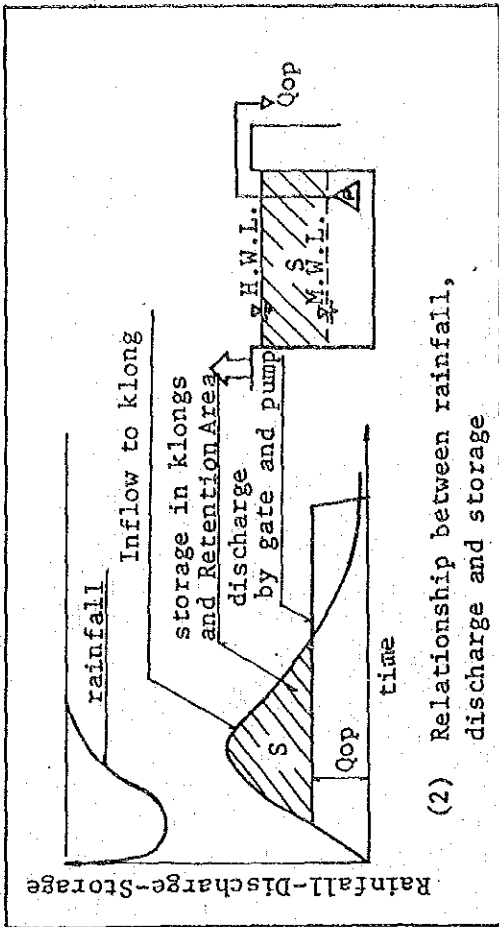 Rainfall-Discharge-Storage
rainfall
Inflow to klong
storage in klongs
and Retention Area
discharge
by gate and pump
S
Qop
time
H.W.L.
S
M.W.L.
P
Qop
(2) Relationship between rainfall,
discharge and storage